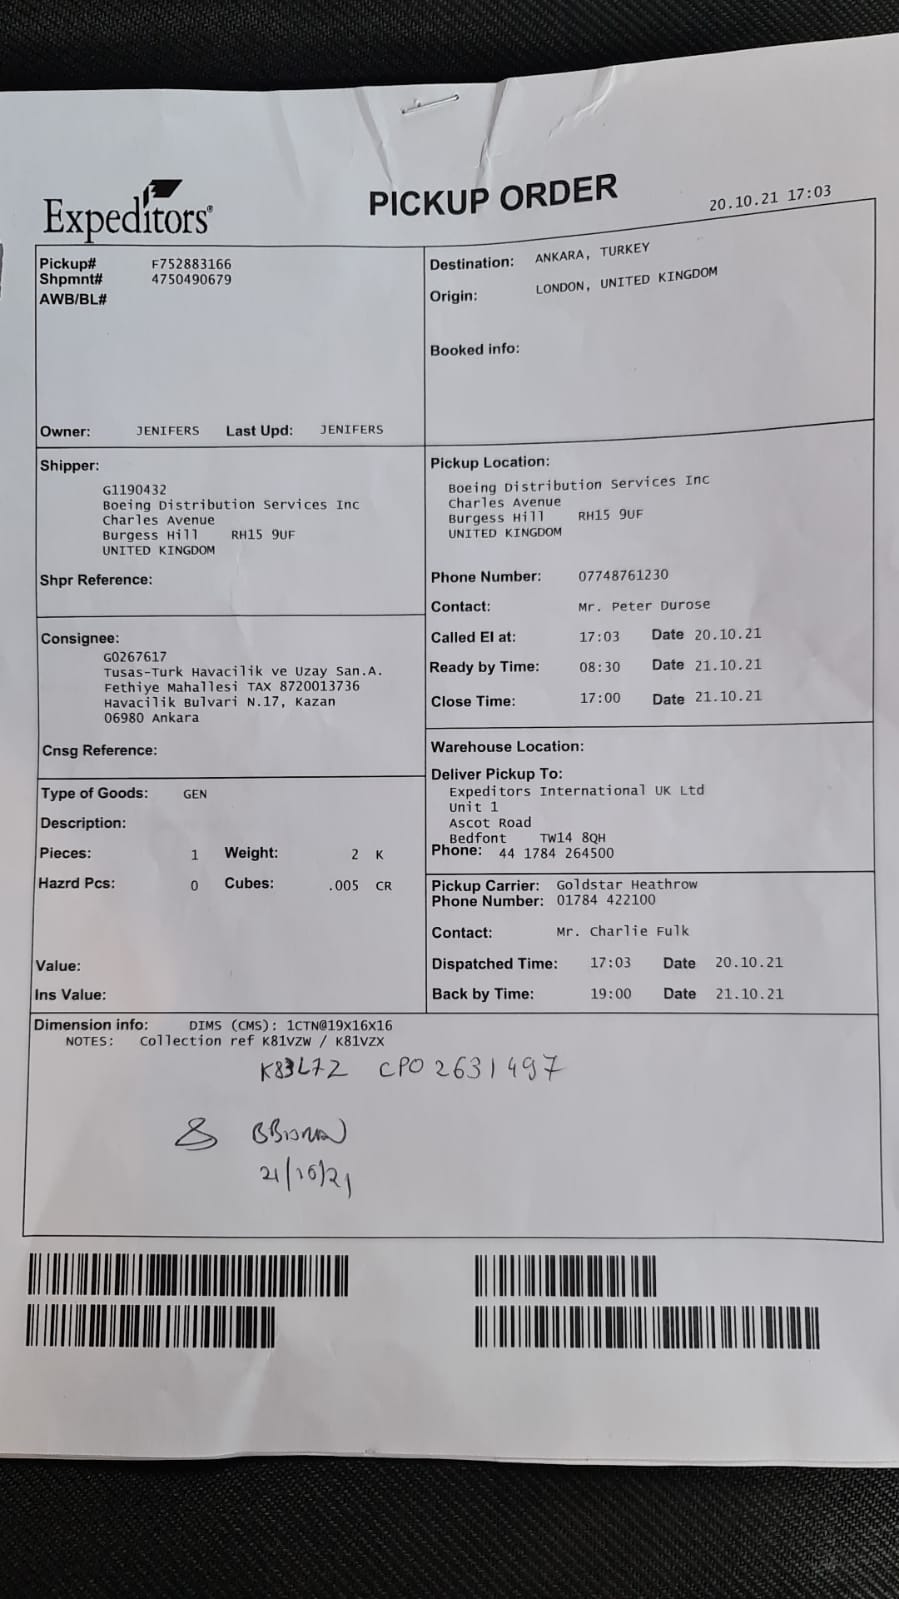 Expeditors®
PICKUP ORDER
20.10.21 17:03
Pickup# F752883166
Shpmnt# 4750490679
AWB/BL#
Owner: JENIFERS Last Upd: JENIFERS
Destination: ANKARA, TURKEY
Origin: LONDON, UNITED KINGDOM
Booked info:
Shipper:
G1190432
Boeing Distribution Services Inc
Charles Avenue
Burgess Hill RH15 9UF
UNITED KINGDOM
Shpr Reference:
Pickup Location:
Boeing Distribution Services Inc
Charles Avenue
Burgess Hill RH15 9UF
UNITED KINGDOM
Phone Number: 07748761230
Contact: Mr. Peter Durose
Called EI at: 17:03 Date 20.10.21
Ready by Time: 08:30 Date 21.10.21
Close Time: 17:00 Date 21.10.21
Consignee:
G0267617
Tusas-Turk Havacilik ve Uzay San.A.
Fethiye Mahallesi TAX 8720013736
Havacilik Bulvari N.17, Kazan
06980 Ankara
Cnsg Reference:
Warehouse Location:
Deliver Pickup To:
Expeditors International UK Ltd
Unit 1
Ascot Road
Bedfont TW14 8QH
Phone: 44 1784 264500
Type of Goods: GEN
Description:
Pieces: 1 Weight: 2 K
Hazrd Pcs: 0 Cubes: .005 CR
Value:
Ins Value:
Pickup Carrier: Goldstar Heathrow
Phone Number: 01784 422100
Contact: Mr. Charlie Fulk
Dispatched Time: 17:03 Date 20.10.21
Back by Time: 19:00 Date 21.10.21
Dimension info: DIMS (CMS): 1CTN@19X16X16
NOTES: Collection ref K81VZW / K81VZX
CPO 2631497
21/10/21